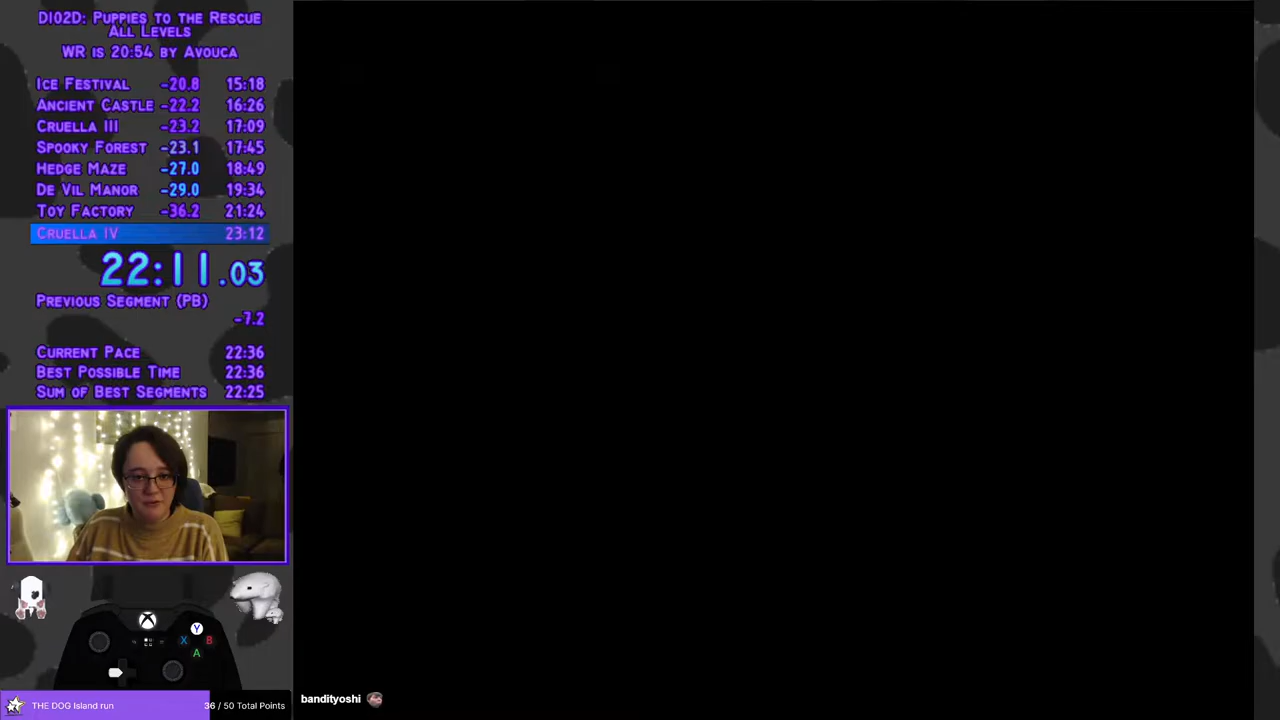 D102D: Puppies to the Rescue
All Levels
WR is 20:54 by Avouca
Ice Festival -20.8 15:18
Ancient Castle -22.2 16:26
Cruella III -23.2 17:09
Spooky Forest -23.1 17:45
Hedge Maze -27.0 18:49
De Vil Manor -29.0 19:34
Toy Factory -36.2 21:24
Cruella IV 23:12
22:11.03
Previous Segment (PB)
-7.2
Current Pace 22:36
Best Possible Time 22:36
Sum of Best Segments 22:25
Y
X B
A
THE DOG Island run 36 / 50 Total Points
bandityoshi